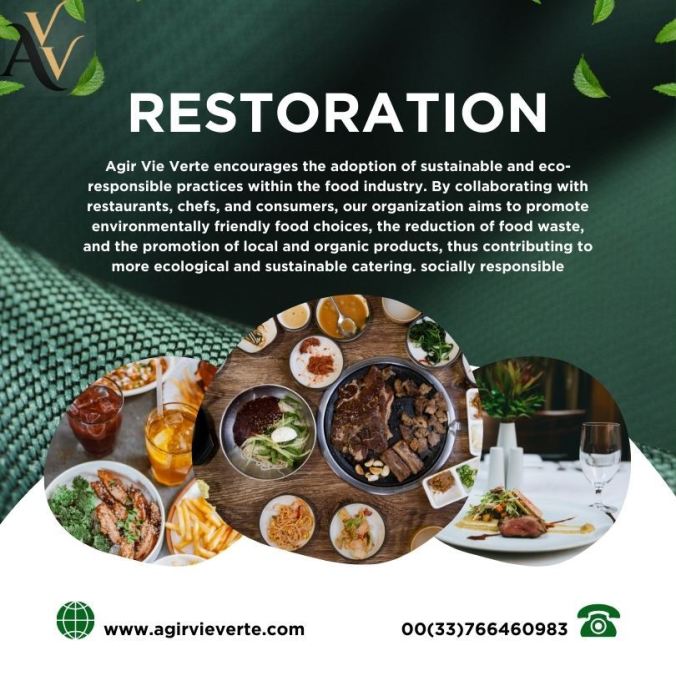 AVV
RESTORATION
Agir Vie Verte encourages the adoption of sustainable and eco-
responsible practices within the food industry. By collaborating with
restaurants, chefs, and consumers, our organization aims to promote
environmentally friendly food choices, the reduction of food waste,
and the promotion of local and organic products, thus contributing to
more ecological and sustainable catering. socially responsible
www.agirvieverte.com
00(33)766460983